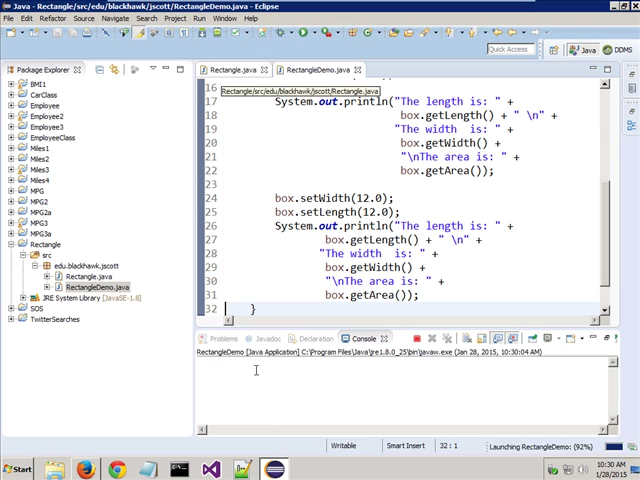 Java - Rectangle/src/edu/blackhawk/jscott/RectangleDemo.java - Eclipse
File Edit Source Refactor Navigate Search Project Run Window Help
Quick Access
Java
DDMS
Package Explorer
BMI1
CarClass
Employee
Employee2
Employee3
EmployeeClass
Miles1
Miles2
Miles3
Miles4
MPG
MPG2
MPG2a
MPG3
MPG3a
Rectangle
src
edu.blackhawk.jscott
Rectangle.java
RectangleDemo.java
JRE System Library [JavaSE-1.8]
SOS
TwitterSearches
Rectangle.java
RectangleDemo.java
Rectangle/src/edu/blackhawk/jscott/Rectangle.java
16
17 System.out.println("The length is: " +
18 box.getLength() + " \n" +
19 "The width  is: " +
20 box.getWidth() +
21 "\nThe area is: " +
22 box.getArea());
23
24 box.setWidth(12.0);
25 box.setLength(12.0);
26 System.out.println("The length is: " +
27 box.getLength() + " \n" +
28 "The width  is: " +
29 box.getWidth() +
30 "\nThe area is: " +
31 box.getArea());
32 }
Problems
Javadoc
Declaration
Console
RectangleDemo [Java Application] C:\Program Files\Java\jre1.8.0_25\bin\javaw.exe (Jan 28, 2015, 10:30:04 AM)
Writable
Smart Insert
32 : 1
Launching RectangleDemo: (92%)
Start
10:30 AM
1/28/2015